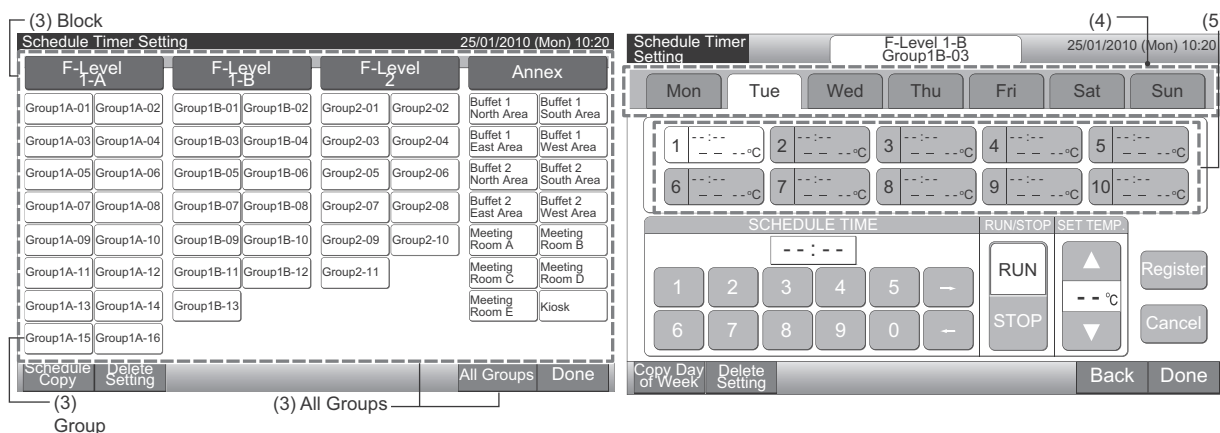 (3) Block
Schedule Timer Setting 25/01/2010 (Mon) 10:20
F-Level 1-A F-Level 1-B F-Level 2 Annex
Group1A-01 Group1A-02 Group1B-01 Group1B-02 Group2-01 Group2-02 Buffet 1 North Area Buffet 1 South Area
Group1A-03 Group1A-04 Group1B-03 Group1B-04 Group2-03 Group2-04 Buffet 1 East Area Buffet 1 West Area
Group1A-05 Group1A-06 Group1B-05 Group1B-06 Group2-05 Group2-06 Buffet 2 North Area Buffet 2 South Area
Group1A-07 Group1A-08 Group1B-07 Group1B-08 Group2-07 Group2-08 Buffet 2 East Area Buffet 2 West Area
Group1A-09 Group1A-10 Group1B-09 Group1B-10 Group2-09 Group2-10 Meeting Room A Meeting Room B
Group1A-11 Group1A-12 Group1B-11 Group1B-12 Group2-11 Meeting Room C Meeting Room D
Group1A-13 Group1A-14 Group1B-13 Meeting Room E Kiosk
Group1A-15 Group1A-16
Schedule Copy Delete Setting All Groups Done
(3) Group
(3) All Groups
(4) (5
Schedule Timer Setting F-Level 1-B Group1B-03 25/01/2010 (Mon) 10:20
Mon Tue Wed Thu Fri Sat Sun
1 --:-- – – --°C 2 --:-- – – --°C 3 --:-- – – --°C 4 --:-- – – --°C 5 --:-- – – --°C
6 --:-- – – --°C 7 --:-- – – --°C 8 --:-- – – --°C 9 --:-- – – --°C 10 --:-- – – --°C
SCHEDULE TIME RUN/STOP SET TEMP.
--:--
1 2 3 4 5 → RUN ▲ Register
-- °C
6 7 8 9 0 ← STOP ▼ Cancel
Copy Day of Week Delete Setting Back Done